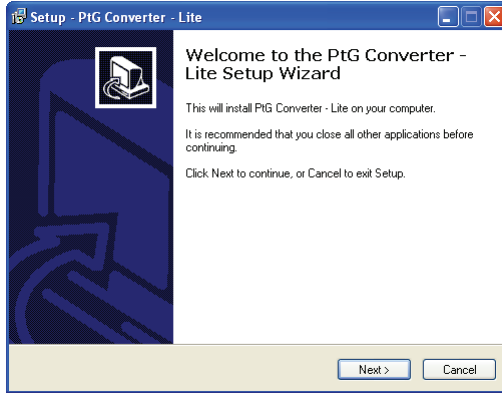 Setup - PtG Converter - Lite
Welcome to the PtG Converter -
Lite Setup Wizard
This will install PtG Converter - Lite on your computer.
It is recommended that you close all other applications before
continuing.
Click Next to continue, or Cancel to exit Setup.
Next >
Cancel